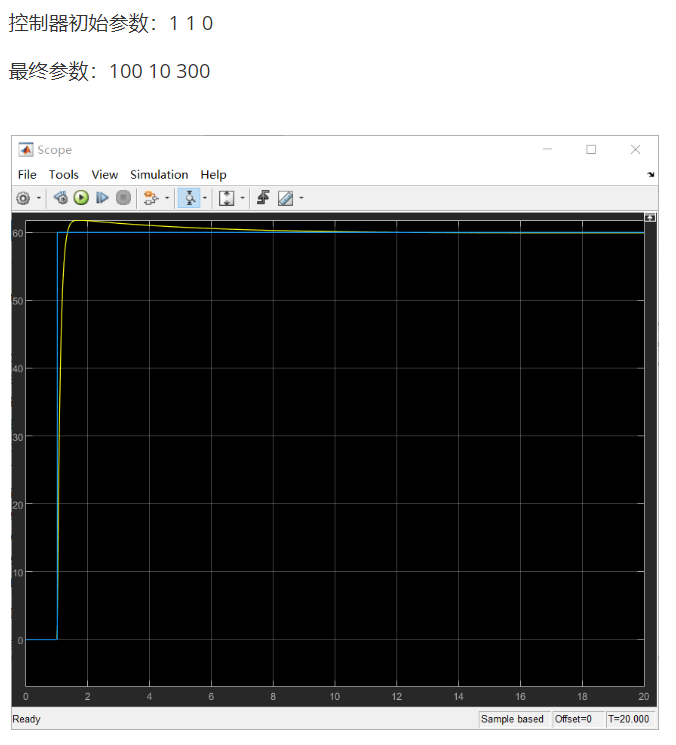 控制器初始参数：1 1 0
最终参数：100 10 300
Scope
File Tools View Simulation Help
60
50
40
30
20
10
0
0 2 4 6 8 10 12 14 16 18 20
Ready Sample based Offset=0 T=20.000